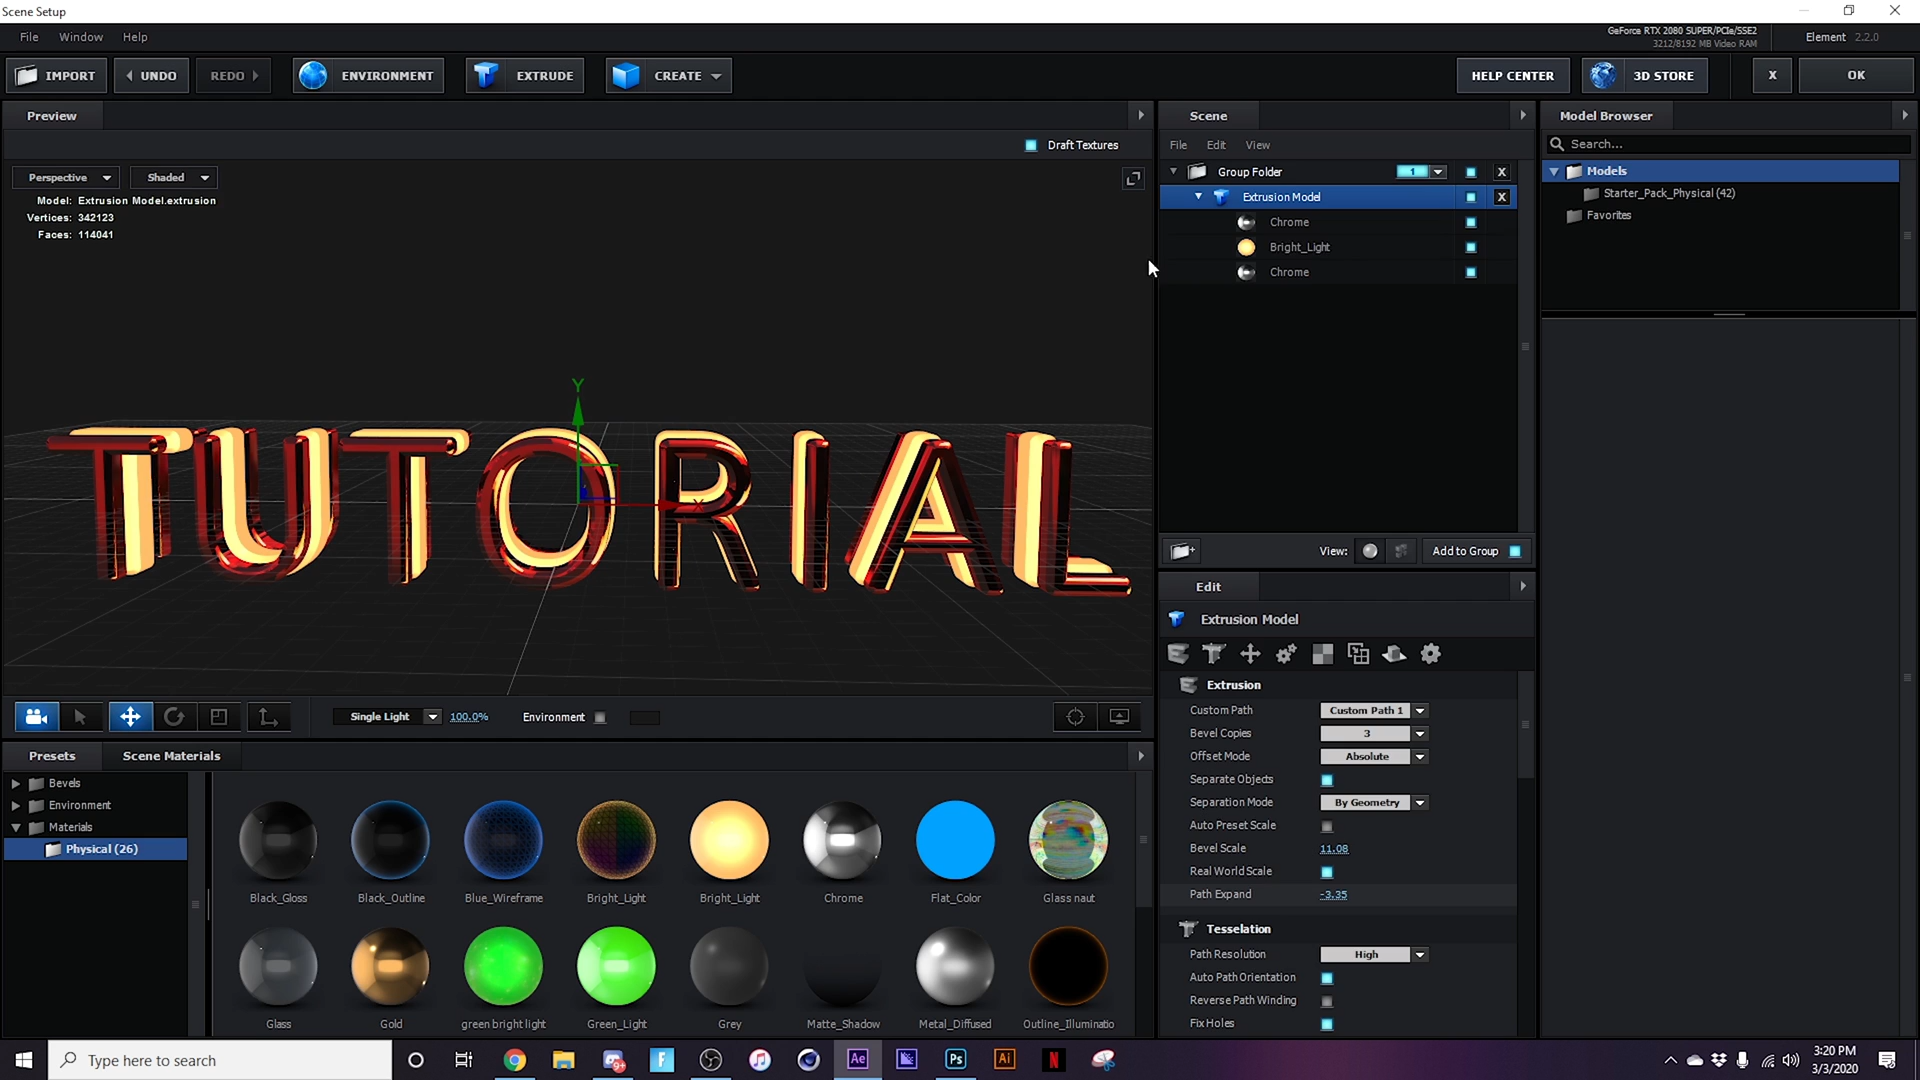 Scene Setup
File Window Help
GeForce RTX 2080 SUPER/PCIe/SSE2
3212/8192 MB Video RAM
Element 2.2.0
IMPORT UNDO REDO ENVIRONMENT EXTRUDE CREATE HELP CENTER 3D STORE X OK
Preview
Draft Textures
Perspective Shaded
Model: Extrusion Model.extrusion
Vertices: 342123
Faces: 114041
Y
X
TUTORIAL
Single Light 100.0% Environment
Scene
File Edit View
Group Folder 1 X
Extrusion Model X
Chrome
Bright_Light
Chrome
View: Add to Group
Model Browser
Search...
Models
Starter_Pack_Physical (42)
Favorites
Edit
Extrusion Model
Extrusion
Custom Path Custom Path 1
Bevel Copies 3
Offset Mode Absolute
Separate Objects
Separation Mode By Geometry
Auto Preset Scale
Bevel Scale 11.08
Real World Scale
Path Expand -3.35
Tesselation
Path Resolution High
Auto Path Orientation
Reverse Path Winding
Fix Holes
Presets Scene Materials
Bevels
Environment
Materials
Physical (26)
Black_Gloss Black_Outline Blue_Wireframe Bright_Light Bright_Light Chrome Flat_Color Glass naut
Glass Gold green bright light Green_Light Grey Matte_Shadow Metal_Diffused Outline_Illuminatio
Type here to search
9+
F
Ae
Ps
Ai
N
3:20 PM
3/3/2020